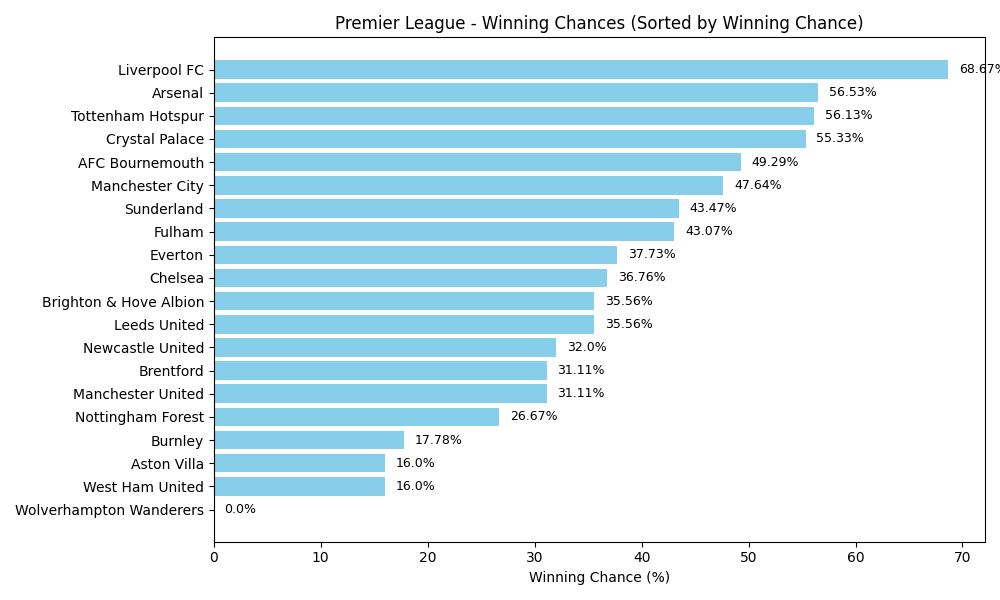 Premier League - Winning Chances (Sorted by Winning Chance)
Liverpool FC 68.67%
Arsenal 56.53%
Tottenham Hotspur 56.13%
Crystal Palace 55.33%
AFC Bournemouth 49.29%
Manchester City 47.64%
Sunderland 43.47%
Fulham 43.07%
Everton 37.73%
Chelsea 36.76%
Brighton & Hove Albion 35.56%
Leeds United 35.56%
Newcastle United 32.0%
Brentford 31.11%
Manchester United 31.11%
Nottingham Forest 26.67%
Burnley 17.78%
Aston Villa 16.0%
West Ham United 16.0%
Wolverhampton Wanderers 0.0%
0 10 20 30 40 50 60 70
Winning Chance (%)